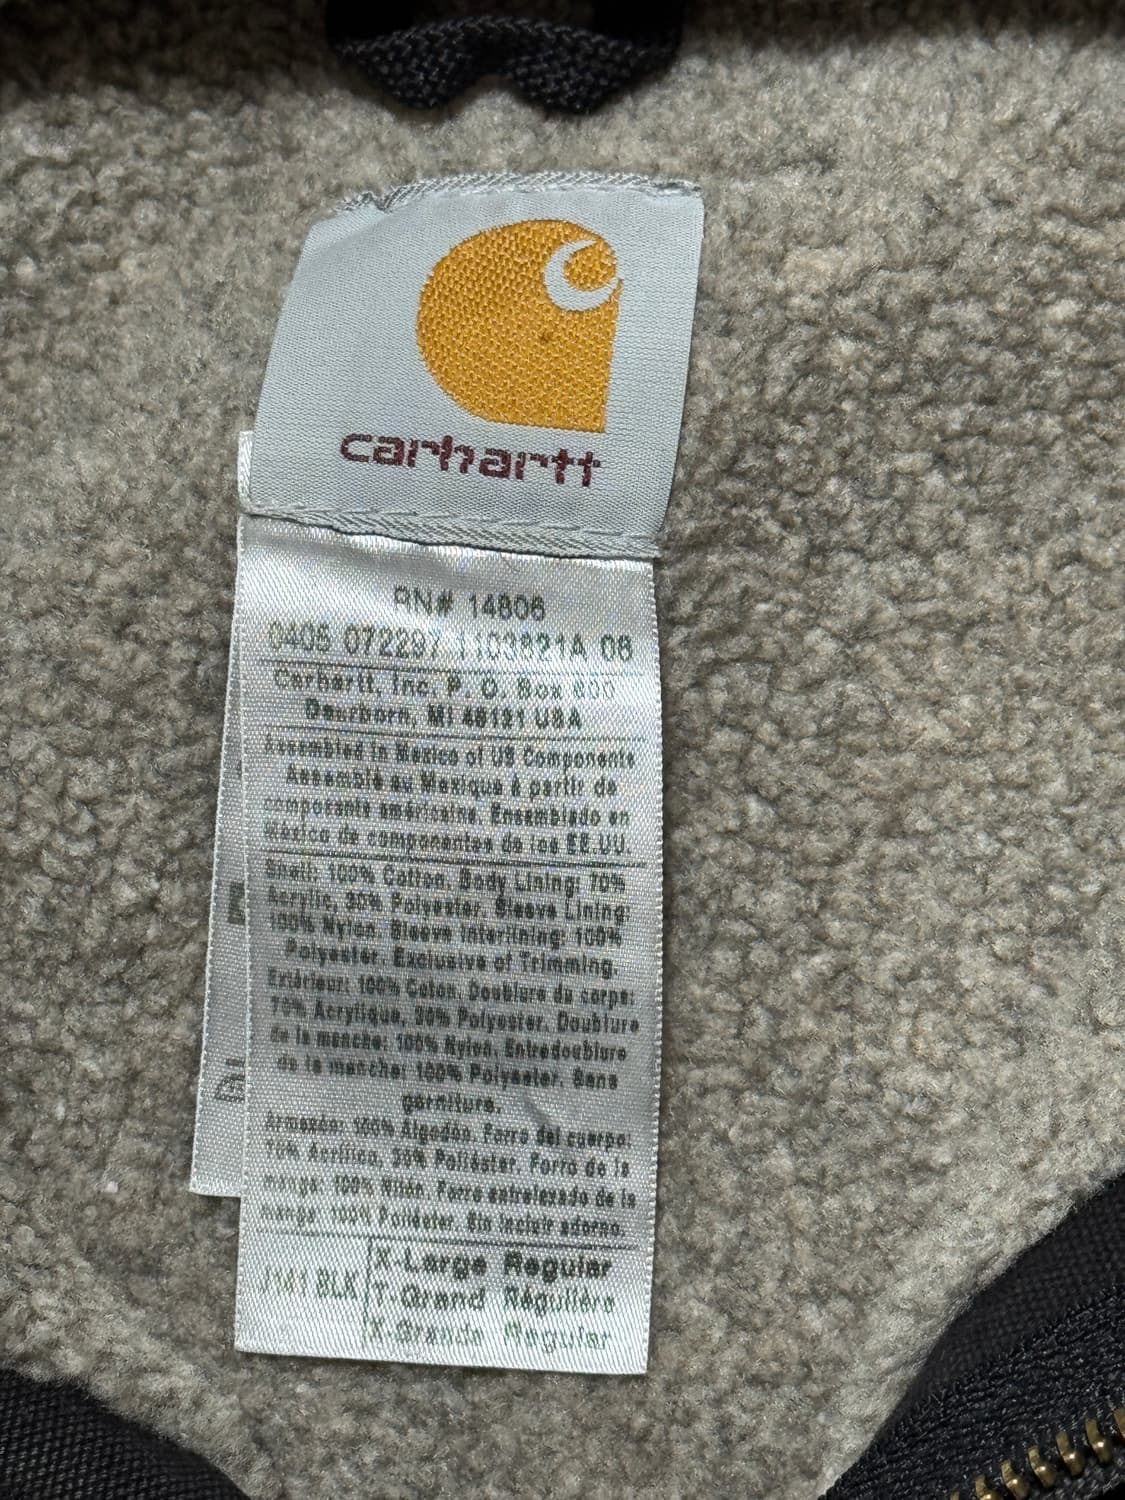 carhartt
RN# 14806
0405 072297 1103821A 06
Carhartt, Inc. P. O. Box 600
Dearborn, MI 48121 USA
Assembled in Mexico of US Components
Assemblé au Mexique à partir de
composants américains. Ensamblado en
México de componentes de los EE.UU.
Shell: 100% Cotton. Body Lining: 70%
Acrylic, 30% Polyester. Sleeve Lining:
100% Nylon. Sleeve Interlining: 100%
Polyester. Exclusive of Trimming.
Extérieur: 100% Coton. Doublure du corps:
70% Acrylique, 30% Polyester. Doublure
de la manche: 100% Nylon. Entredoublure
de la manche: 100% Polyester. Sans
garniture.
Armazón: 100% Algodón. Forro del cuerpo:
70% Acrílico, 30% Poliéster. Forro de la
manga: 100% Nilón. Forro entrelazado de la
manga: 100% Poliéster. Sin incluir adorno.
J141 BLK
X-Large Regular
T-Grand Régulière
X-Grande Regular